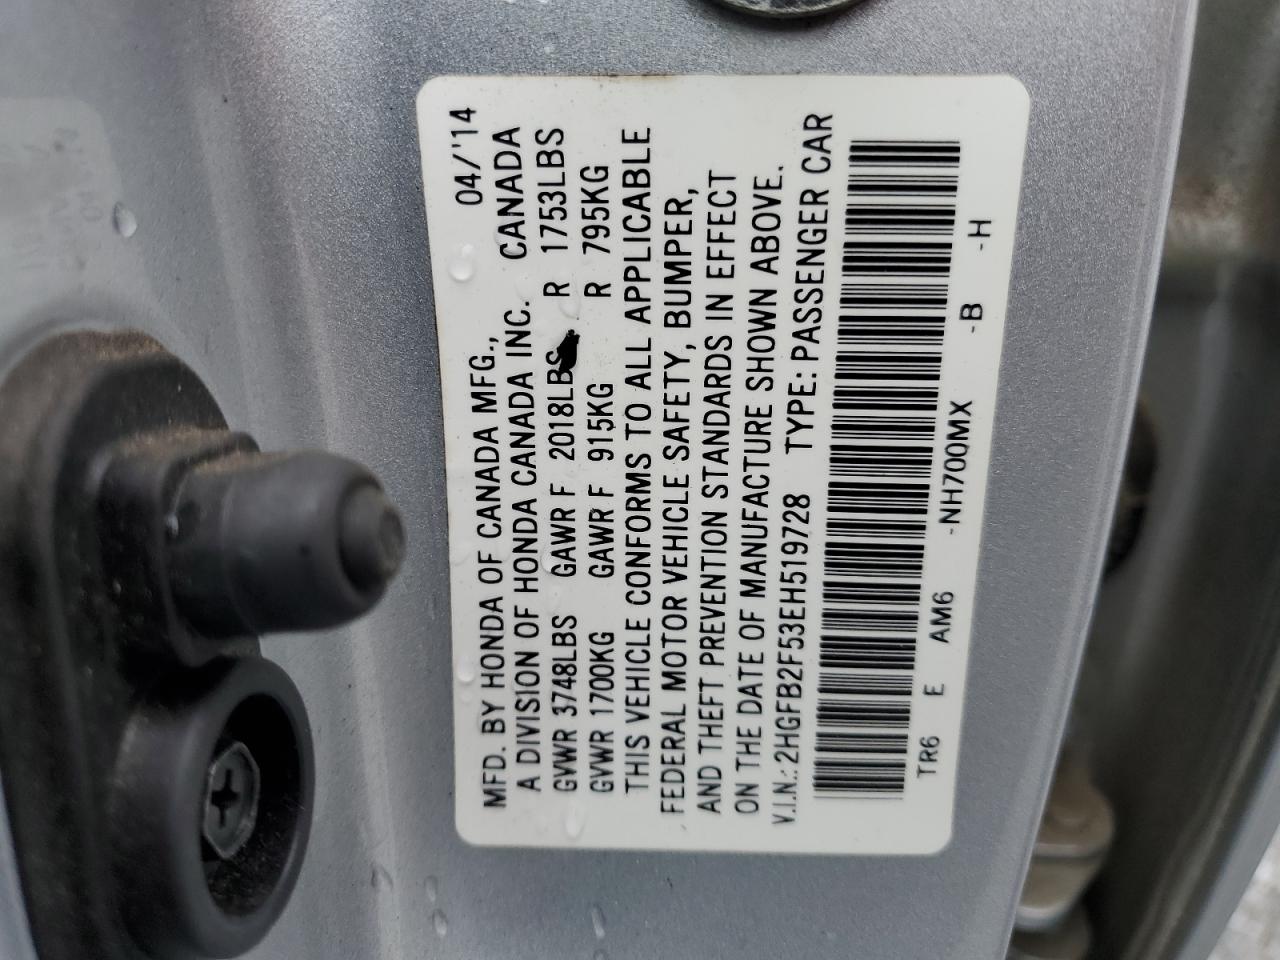 MFD. BY HONDA OF CANADA MFG., 04/'14
A DIVISION OF HONDA CANADA INC. CANADA
GVWR 3748LBS GAWR F 2018LBS R 1753LBS
GVWR 1700KG GAWR F 915KG R 795KG
THIS VEHICLE CONFORMS TO ALL APPLICABLE
FEDERAL MOTOR VEHICLE SAFETY, BUMPER,
AND THEFT PREVENTION STANDARDS IN EFFECT
ON THE DATE OF MANUFACTURE SHOWN ABOVE.
V.I.N.: 2HGFB2F53EH519728 TYPE: PASSENGER CAR
TR6 E AM6 -NH700MX -B -H